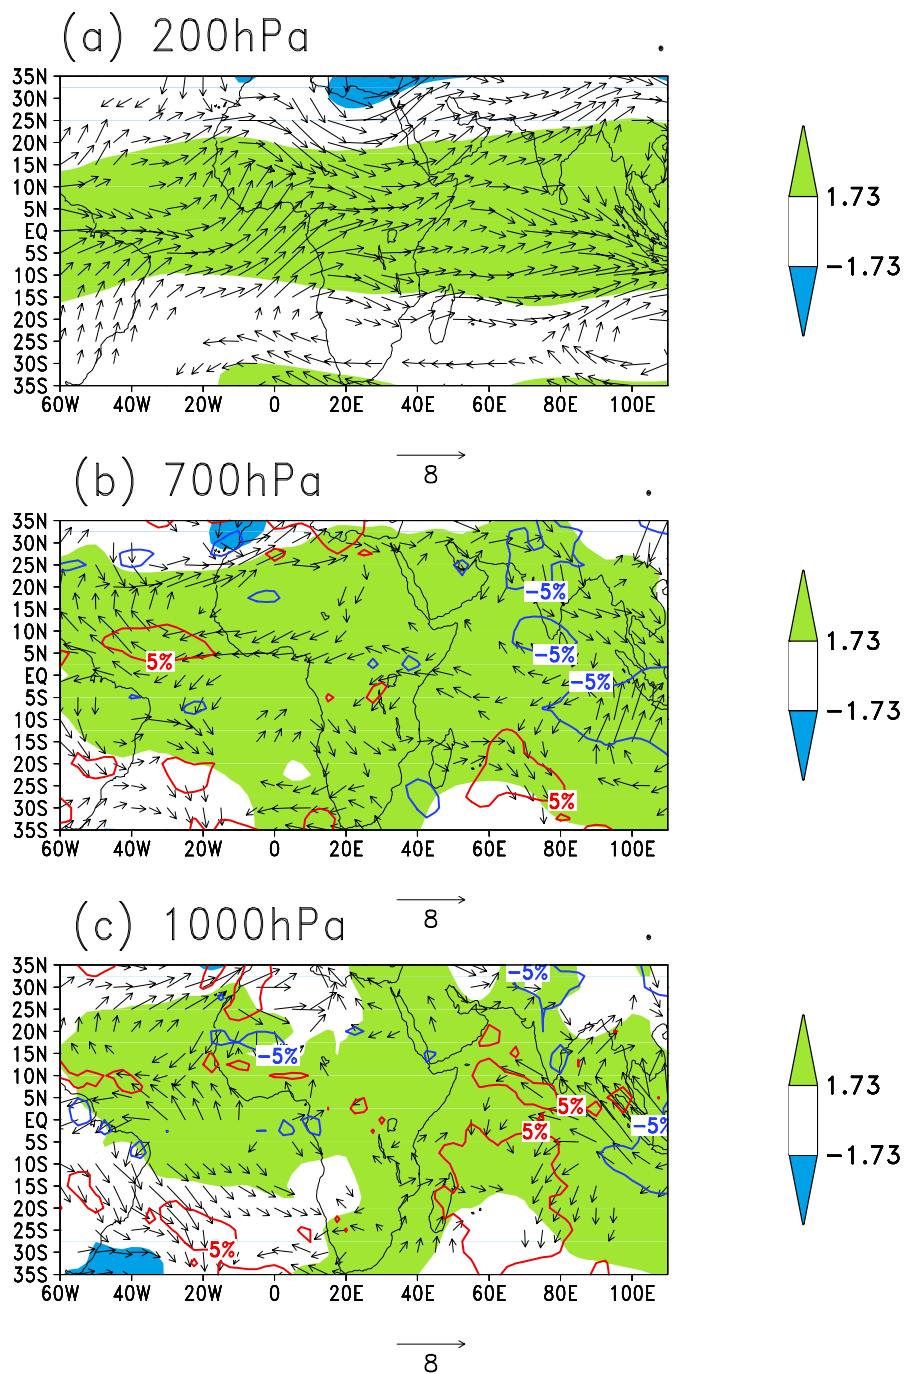 (a) 200hPa
35N
30N
25N
20N
15N
10N
5N
EQ
5S
10S
15S
20S
25S
30S
35S
60W 40W 20W 0 20E 40E 60E 80E 100E
1.73
-1.73
8
(b) 700hPa
35N
30N
25N
20N
15N
10N
5N
EQ
5S
10S
15S
20S
25S
30S
35S
-5%
-5%
5%
-5%
5%
60W 40W 20W 0 20E 40E 60E 80E 100E
1.73
-1.73
8
(c) 1000hPa
35N
30N
25N
20N
15N
10N
5N
EQ
5S
10S
15S
20S
25S
30S
35S
-5%
-5%
5%
5%
-5%
5%
60W 40W 20W 0 20E 40E 60E 80E 100E
1.73
-1.73
8